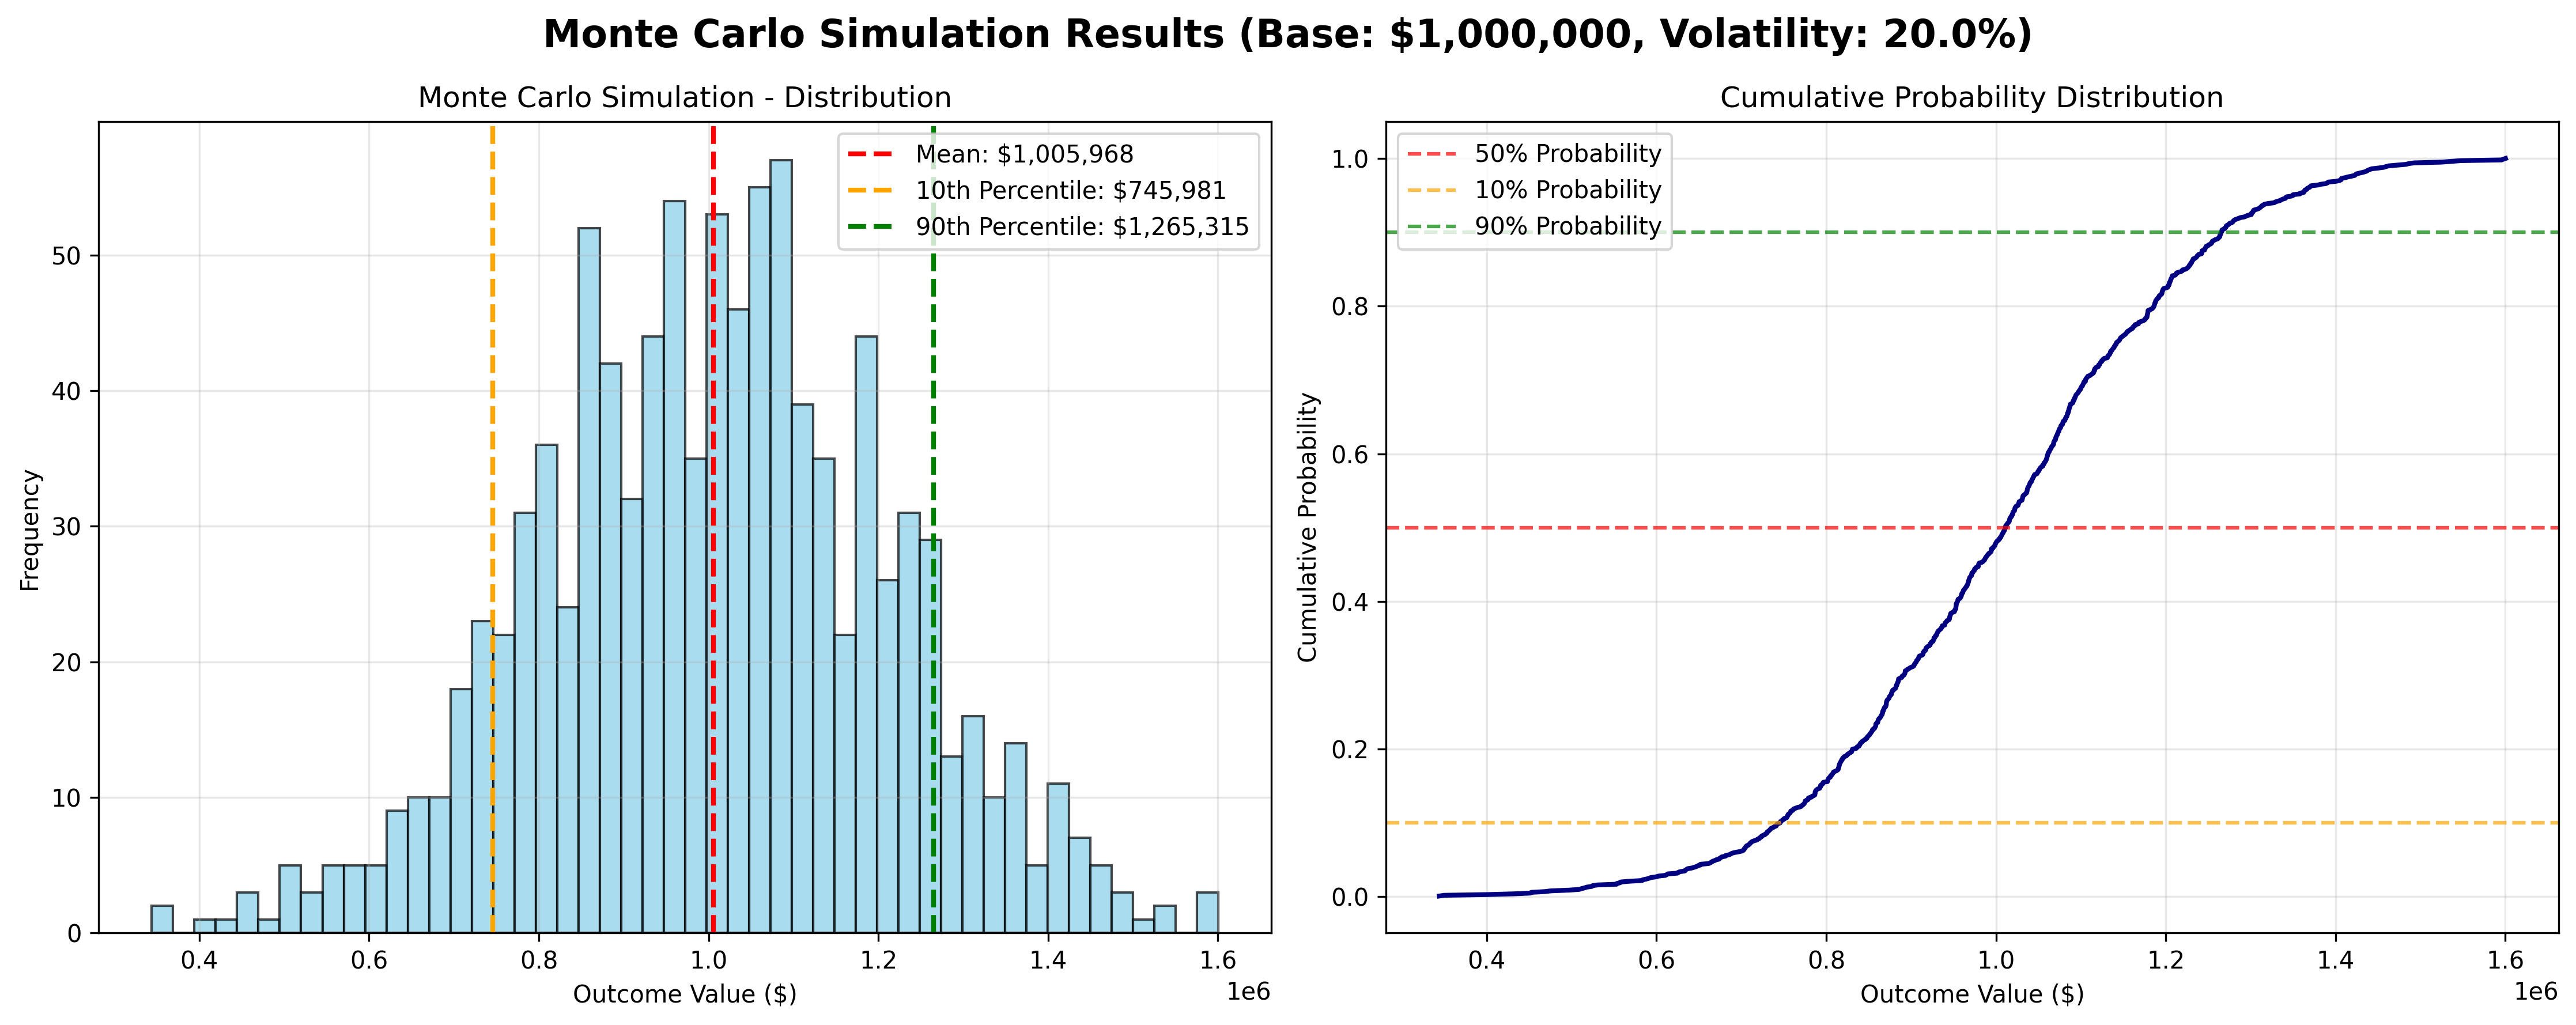 Monte Carlo Simulation Results (Base: $1,000,000, Volatility: 20.0%)
Monte Carlo Simulation - Distribution
Mean: $1,005,968
10th Percentile: $745,981
90th Percentile: $1,265,315
Frequency
50
40
30
20
10
0
0.4 0.6 0.8 1.0 1.2 1.4 1.6
1e6
Outcome Value ($)
Cumulative Probability Distribution
50% Probability
10% Probability
90% Probability
Cumulative Probability
1.0
0.8
0.6
0.4
0.2
0.0
0.4 0.6 0.8 1.0 1.2 1.4 1.6
1e6
Outcome Value ($)